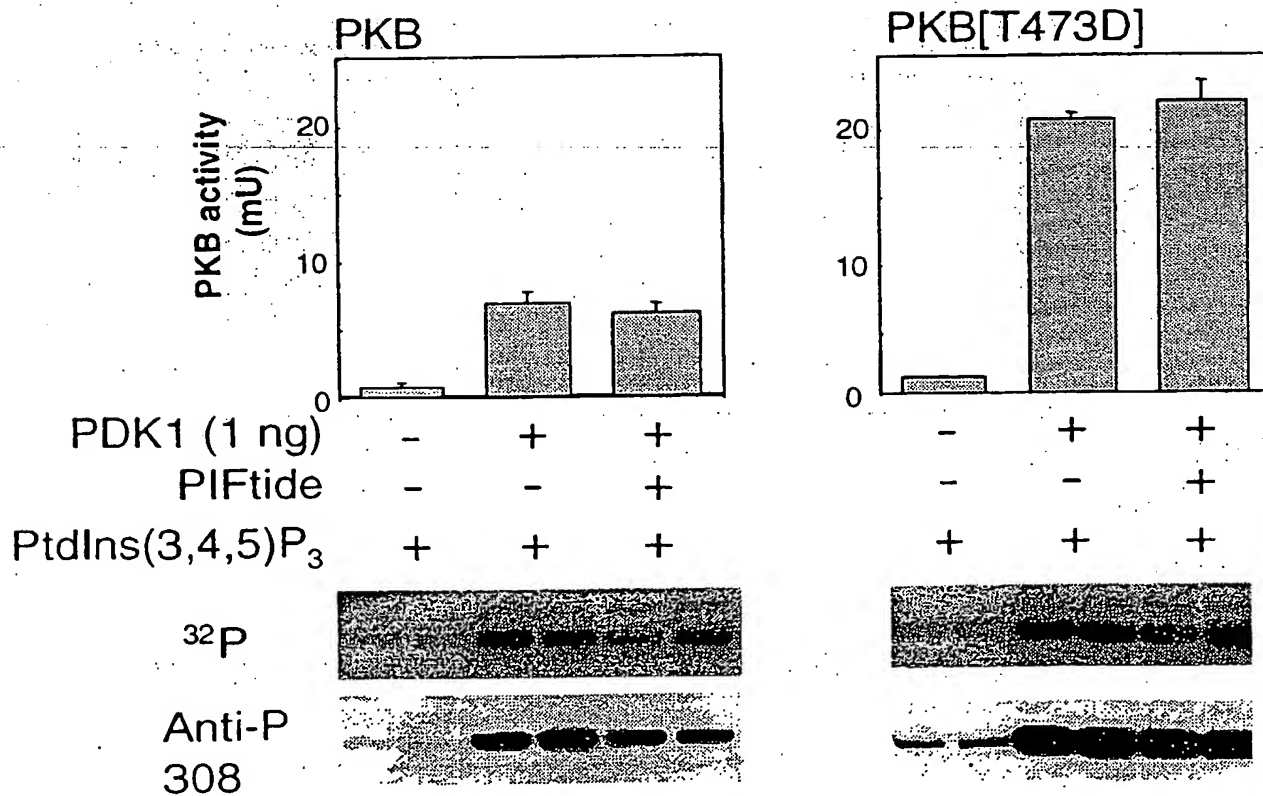 PKB
PKB[T473D]
PKB activity
(mU)
20
10
0
20
10
0
PDK1 (1 ng) - + + - + +
PIFtide - - + - - +
PtdIns(3,4,5)P₃ + + + + + +
³²P
Anti-P
308